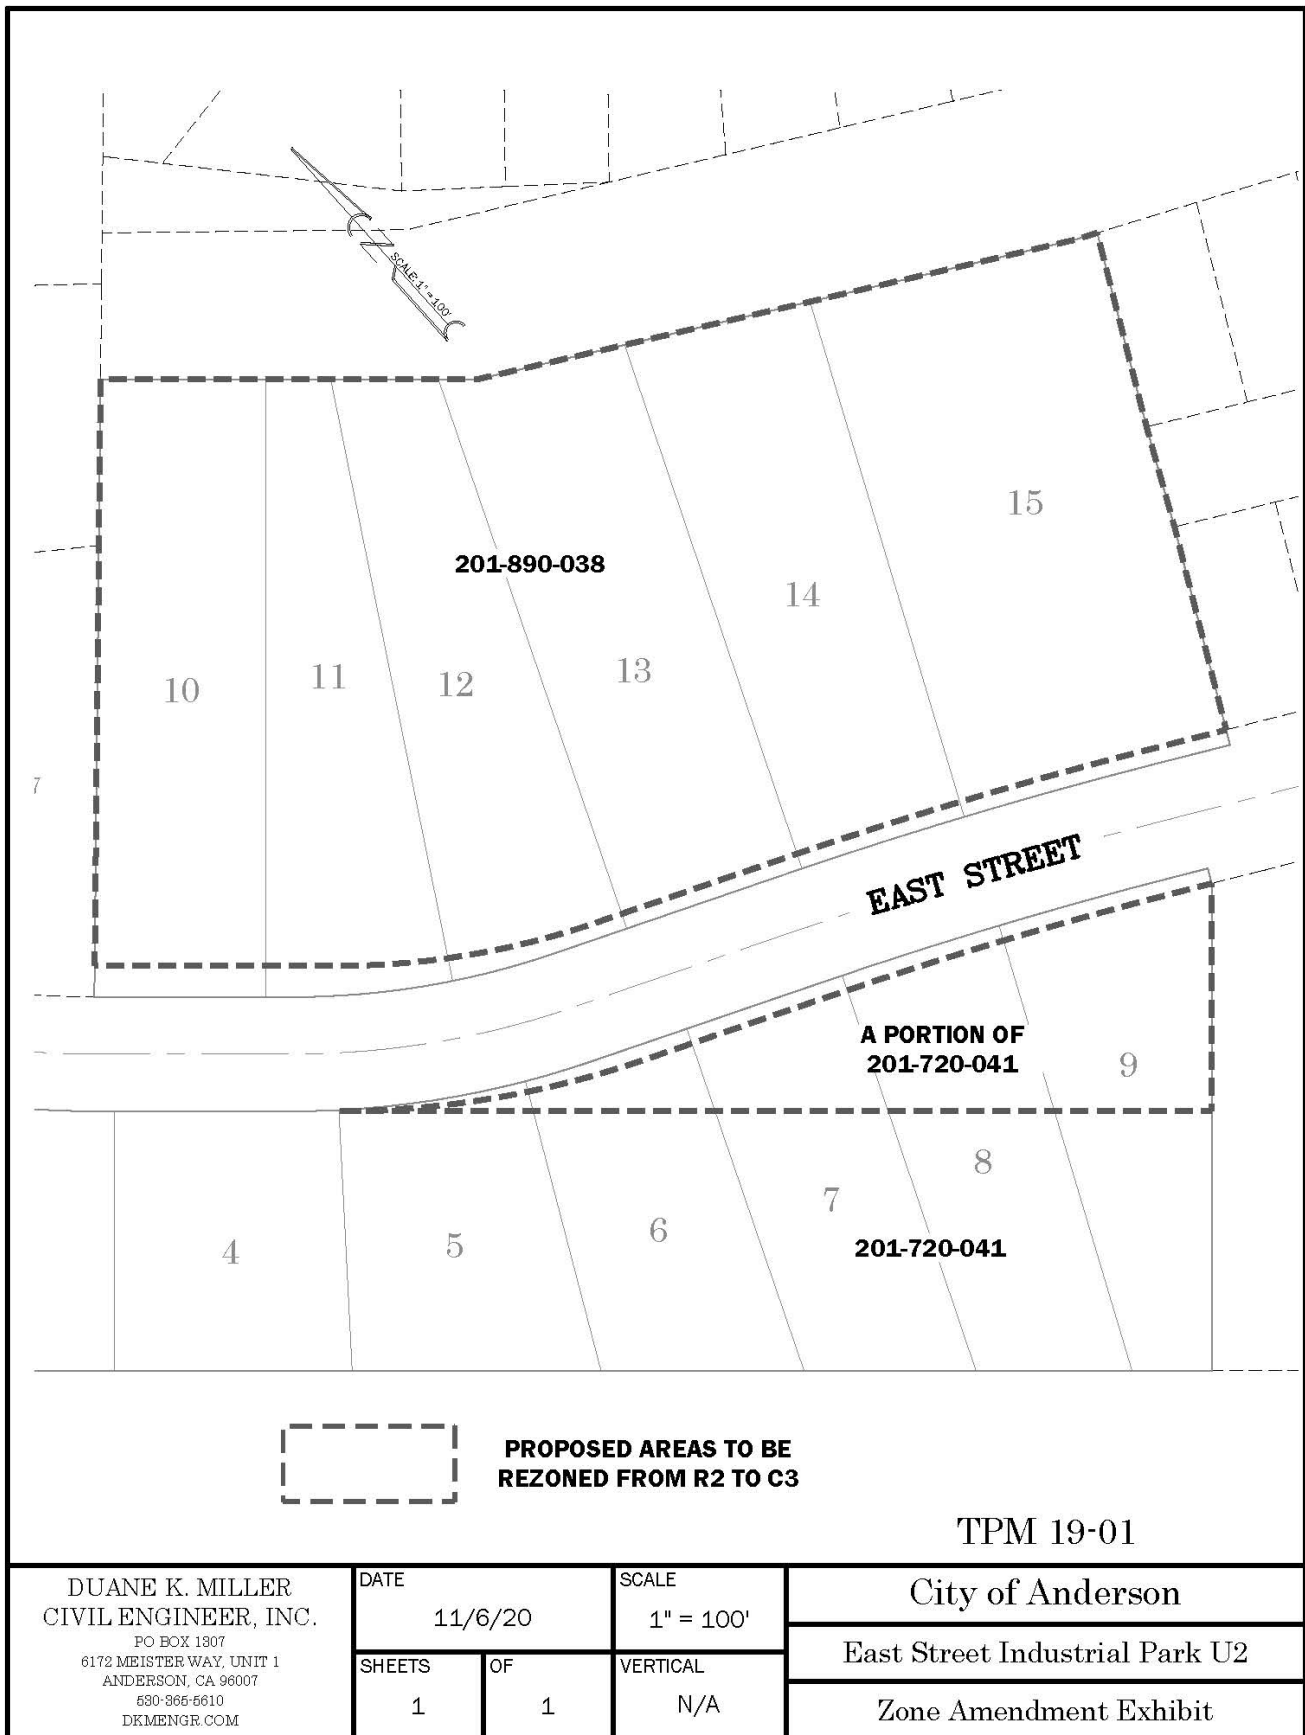 SCALE: 1" = 100'
15
201-890-038
14
13
12
11
10
7
EAST STREET
A PORTION OF
201-720-041
9
8
7
6
5
4
201-720-041
PROPOSED AREAS TO BE
REZONED FROM R2 TO C3
TPM 19-01
DUANE K. MILLER
CIVIL ENGINEER, INC.
PO BOX 1307
6172 MEISTER WAY, UNIT 1
ANDERSON, CA 96007
530-365-5610
DKMENGR.COM
DATE
11/6/20
SCALE
1" = 100'
SHEETS
1
OF
1
VERTICAL
N/A
City of Anderson
East Street Industrial Park U2
Zone Amendment Exhibit